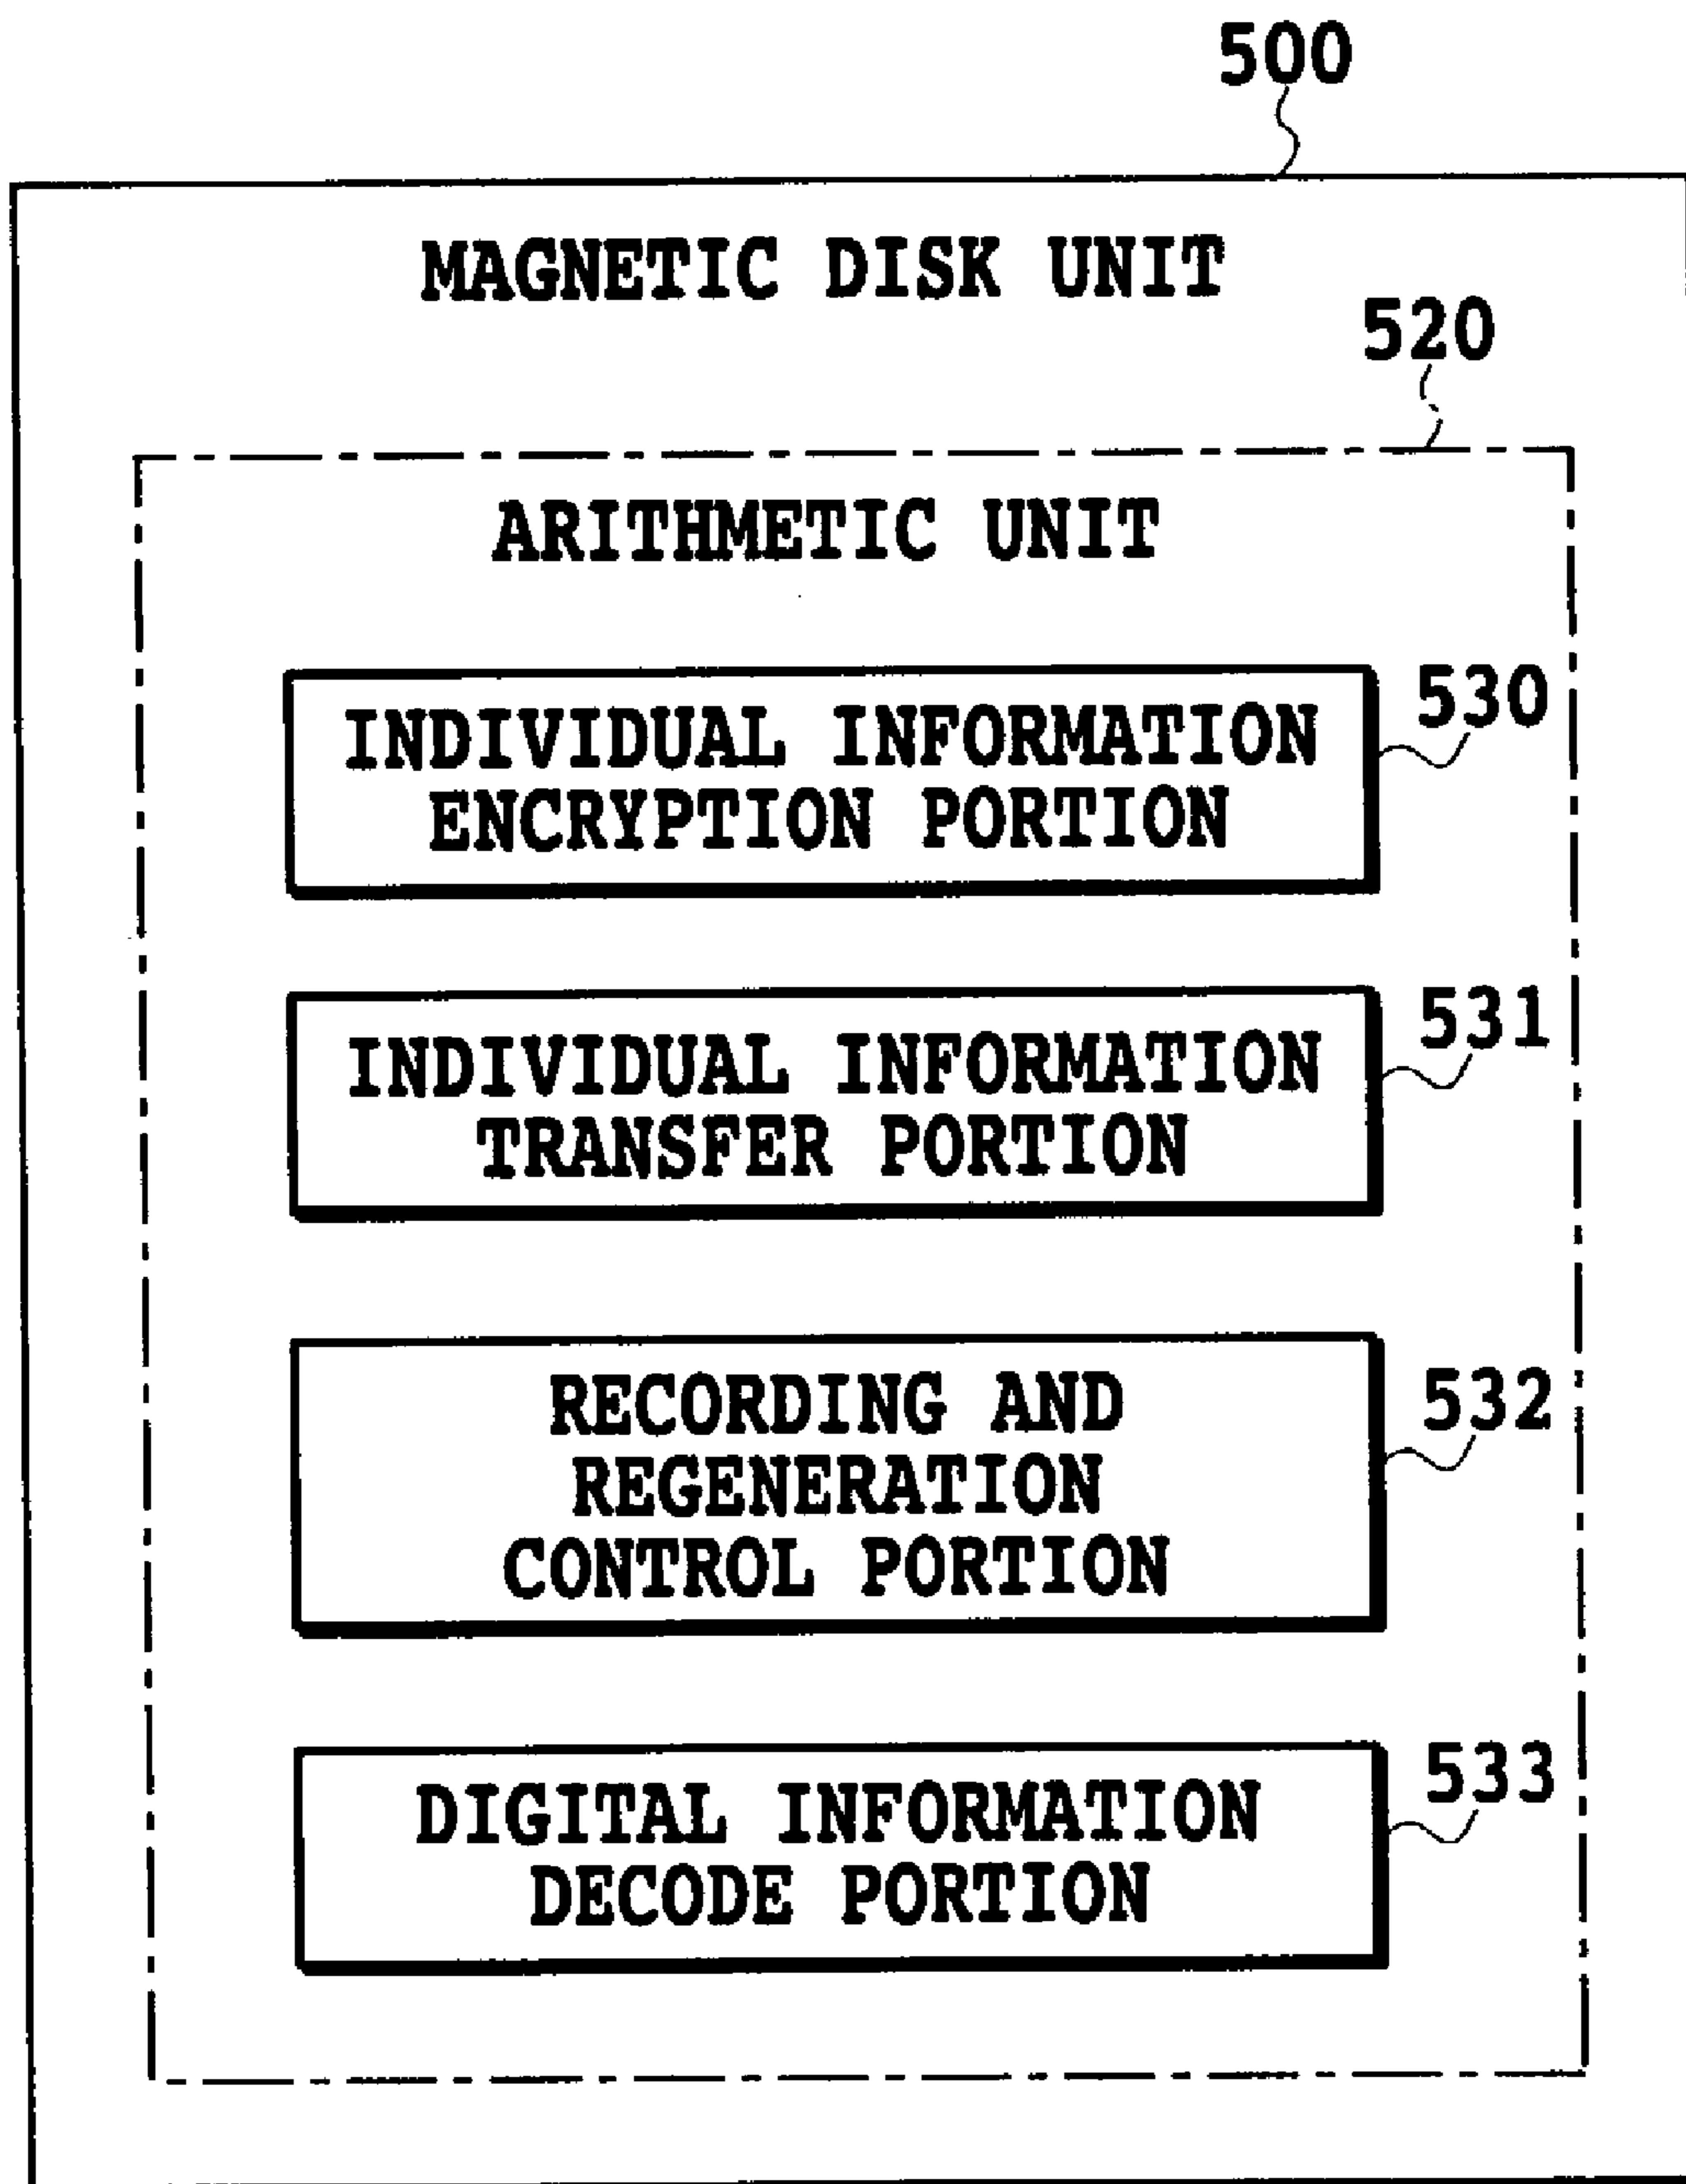 500
MAGNETIC DISK UNIT
520
ARITHMETIC UNIT
530
INDIVIDUAL INFORMATION
ENCRYPTION PORTION
531
INDIVIDUAL INFORMATION
TRANSFER PORTION
532
RECORDING AND
REGENERATION
CONTROL PORTION
533
DIGITAL INFORMATION
DECODE PORTION